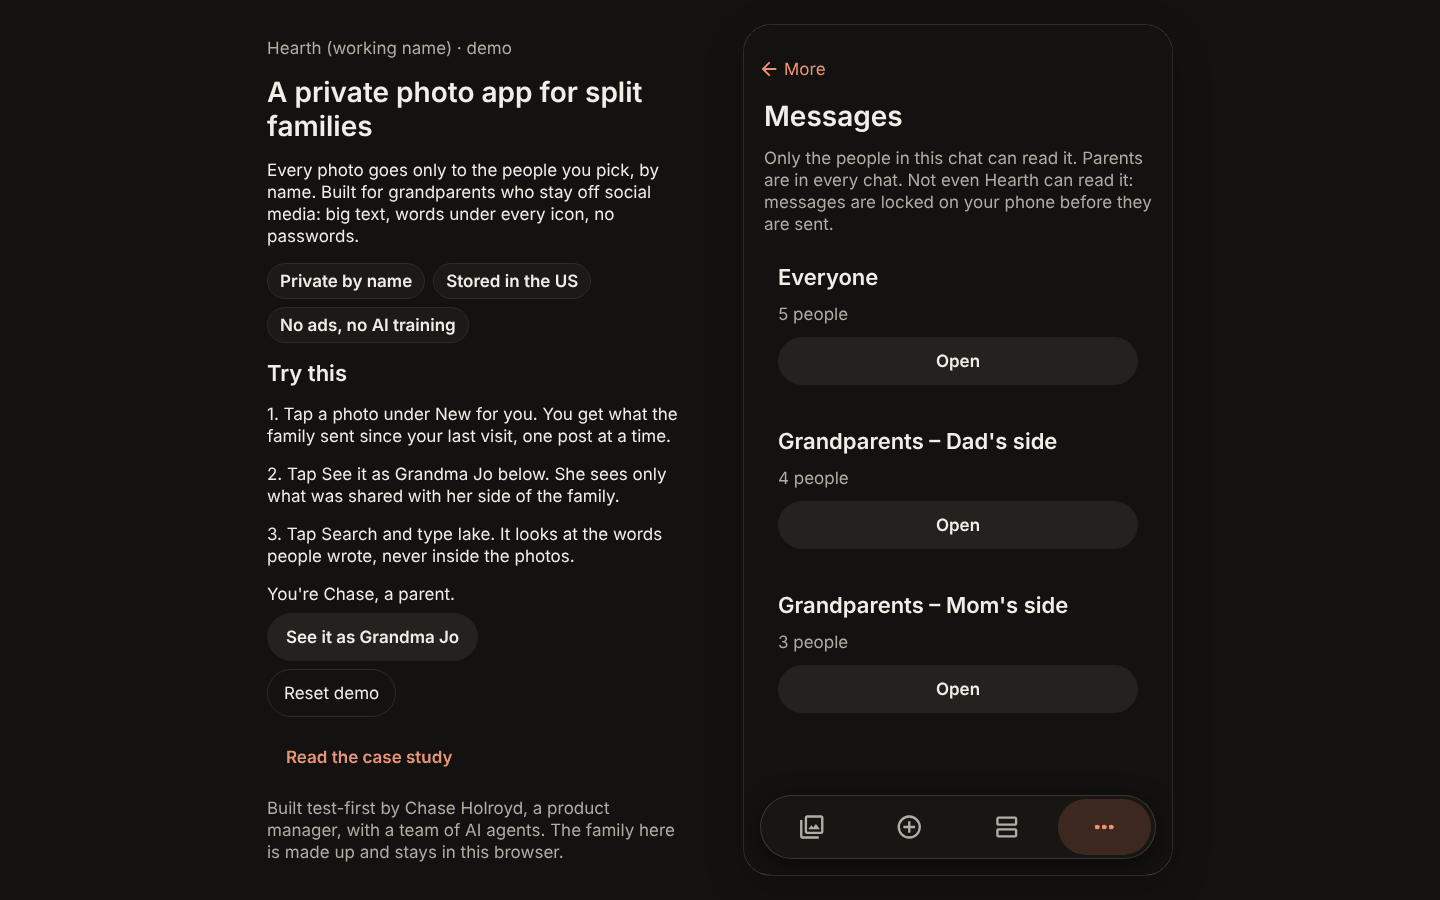 Hearth (working name) · demo
A private photo app for split
families
Every photo goes only to the people you pick, by
name. Built for grandparents who stay off social
media: big text, words under every icon, no
passwords.
Private by name
Stored in the US
No ads, no AI training
Try this
1. Tap a photo under New for you. You get what the
family sent since your last visit, one post at a time.
2. Tap See it as Grandma Jo below. She sees only
what was shared with her side of the family.
3. Tap Search and type lake. It looks at the words
people wrote, never inside the photos.
You're Chase, a parent.
See it as Grandma Jo
Reset demo
Read the case study
Built test-first by Chase Holroyd, a product
manager, with a team of AI agents. The family here
is made up and stays in this browser.
More
Messages
Only the people in this chat can read it. Parents
are in every chat. Not even Hearth can read it:
messages are locked on your phone before they
are sent.
Everyone
5 people
Open
Grandparents – Dad's side
4 people
Open
Grandparents – Mom's side
3 people
Open